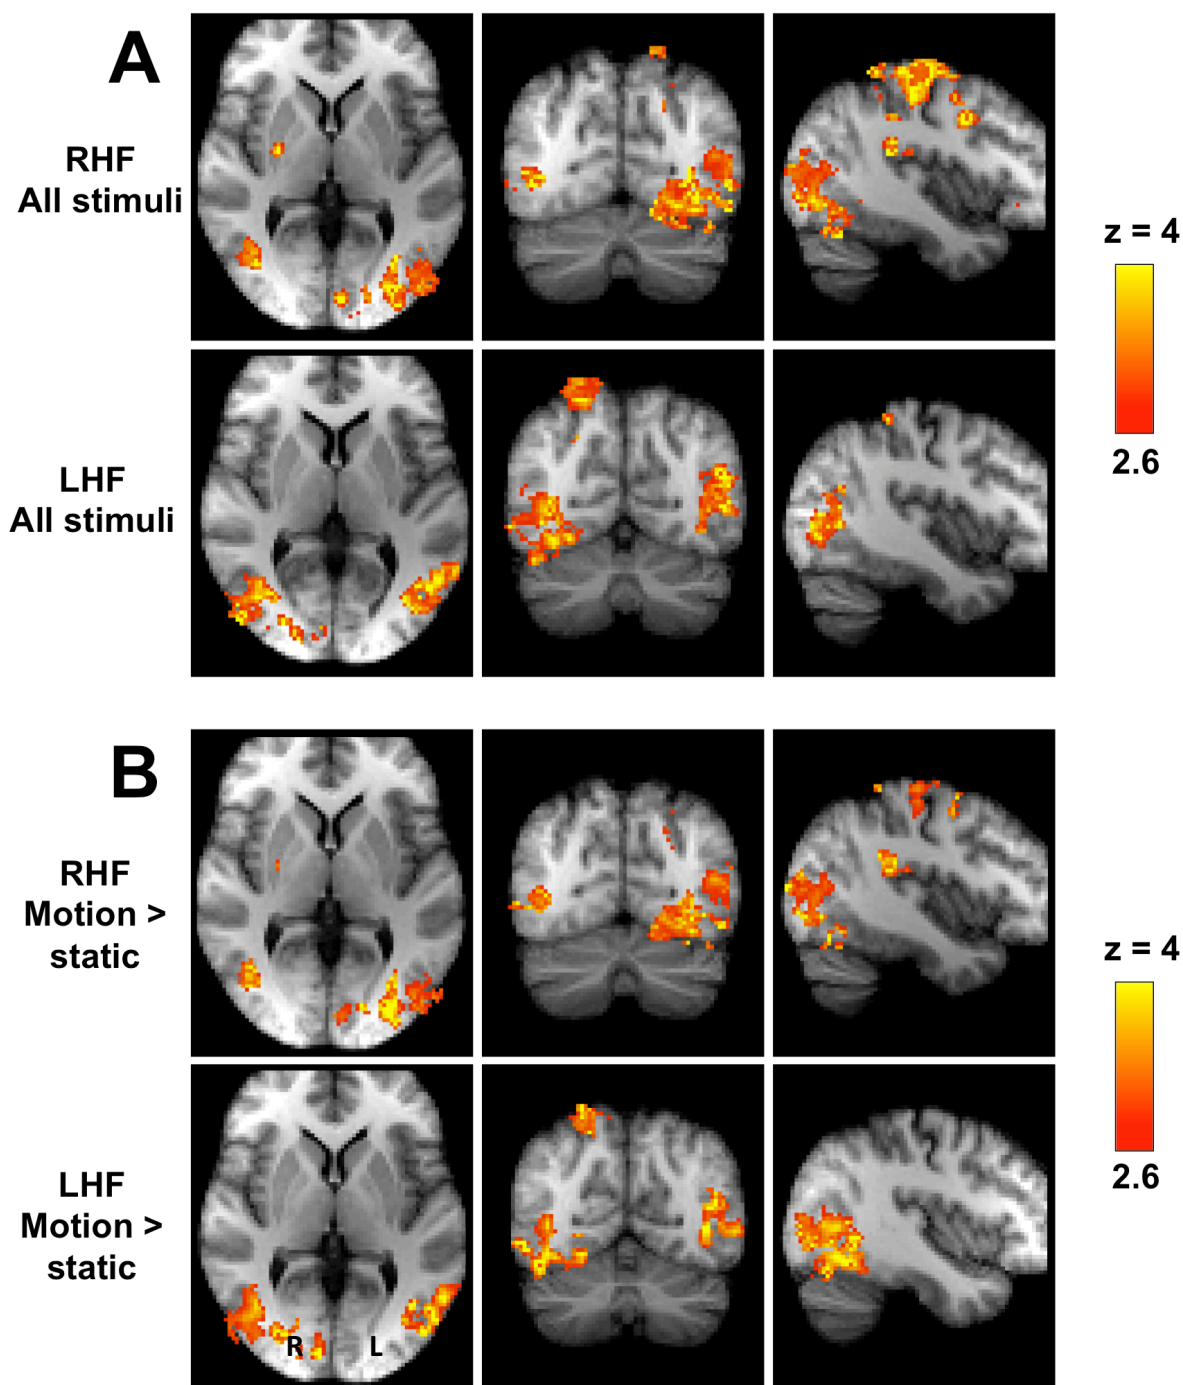 A
RHF
All stimuli
z = 4
2.6
LHF
All stimuli
B
RHF
Motion >
static
z = 4
2.6
LHF
Motion >
static
R L